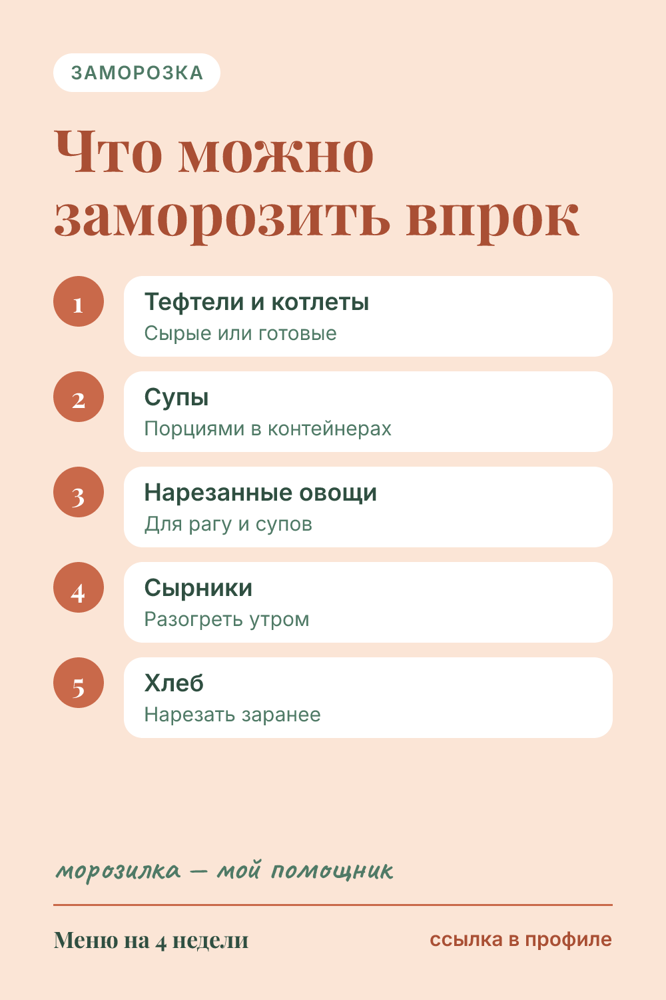 ЗАМОРОЗКА
Что можно
заморозить впрок
1
Тефтели и котлеты
Сырые или готовые
2
Супы
Порциями в контейнерах
3
Нарезанные овощи
Для рагу и супов
4
Сырники
Разогреть утром
5
Хлеб
Нарезать заранее
морозилка — мой помощник
Меню на 4 недели
ссылка в профиле